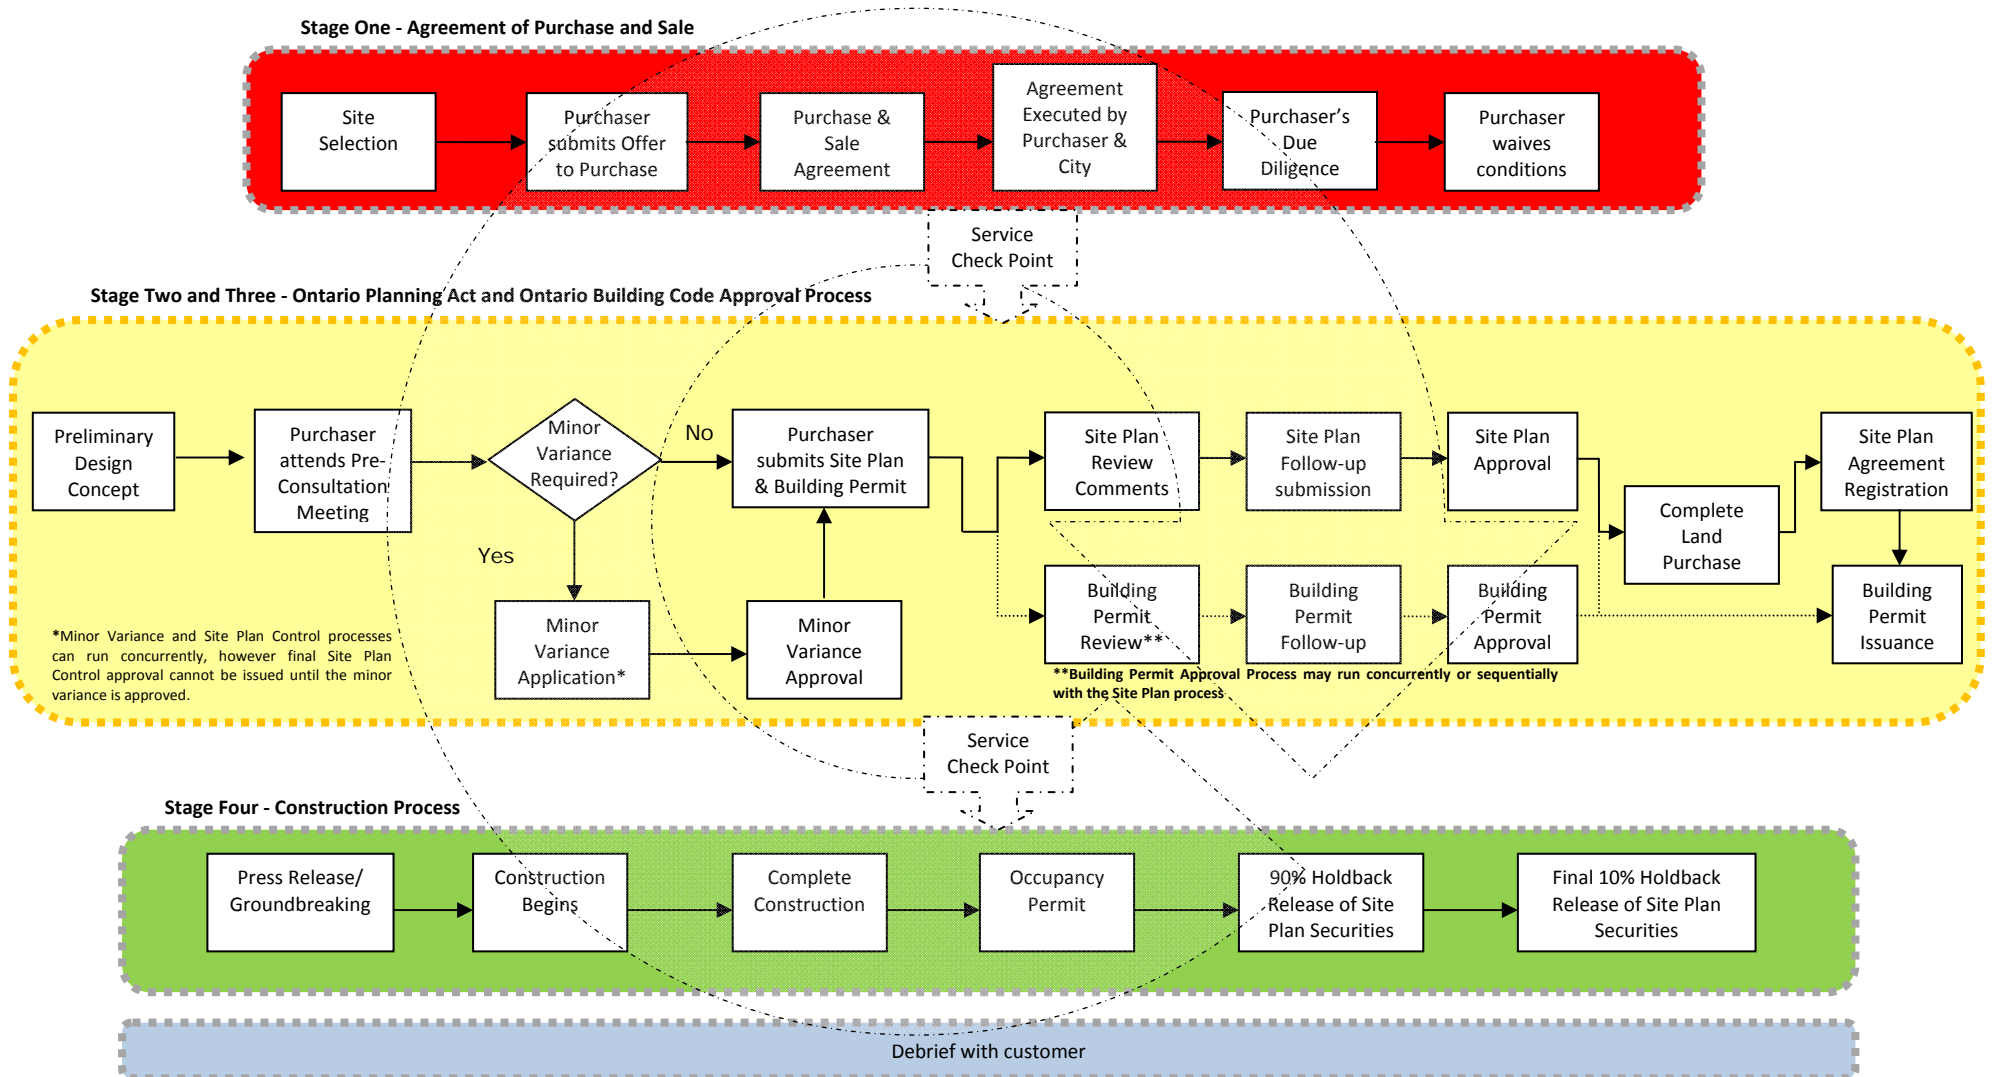 Stage One - Agreement of Purchase and Sale
Site
Selection
Purchaser
submits Offer
to Purchase
Purchase &
Sale
Agreement
Agreement
Executed by
Purchaser &
City
Purchaser's
Due
Diligence
Purchaser
waives
conditions
Service
Check Point
Stage Two and Three - Ontario Planning Act and Ontario Building Code Approval Process
Preliminary
Design
Concept
Purchaser
attends Pre-
Consultation
Meeting
Minor
Variance
Required?
No
Yes
Purchaser
submits Site Plan
& Building Permit
Site Plan
Review
Comments
Site Plan
Follow-up
submission
Site Plan
Approval
Complete
Land
Purchase
Site Plan
Agreement
Registration
Minor
Variance
Application*
Minor
Variance
Approval
Building
Permit
Review**
Building
Permit
Follow-up
Building
Permit
Approval
Building
Permit
Issuance
*Minor Variance and Site Plan Control processes
can run concurrently, however final Site Plan
Control approval cannot be issued until the minor
variance is approved.
**Building Permit Approval Process may run concurrently or sequentially
with the Site Plan process
Service
Check Point
Stage Four - Construction Process
Press Release/
Groundbreaking
Construction
Begins
Complete
Construction
Occupancy
Permit
90% Holdback
Release of Site
Plan Securities
Final 10% Holdback
Release of Site Plan
Securities
Debrief with customer